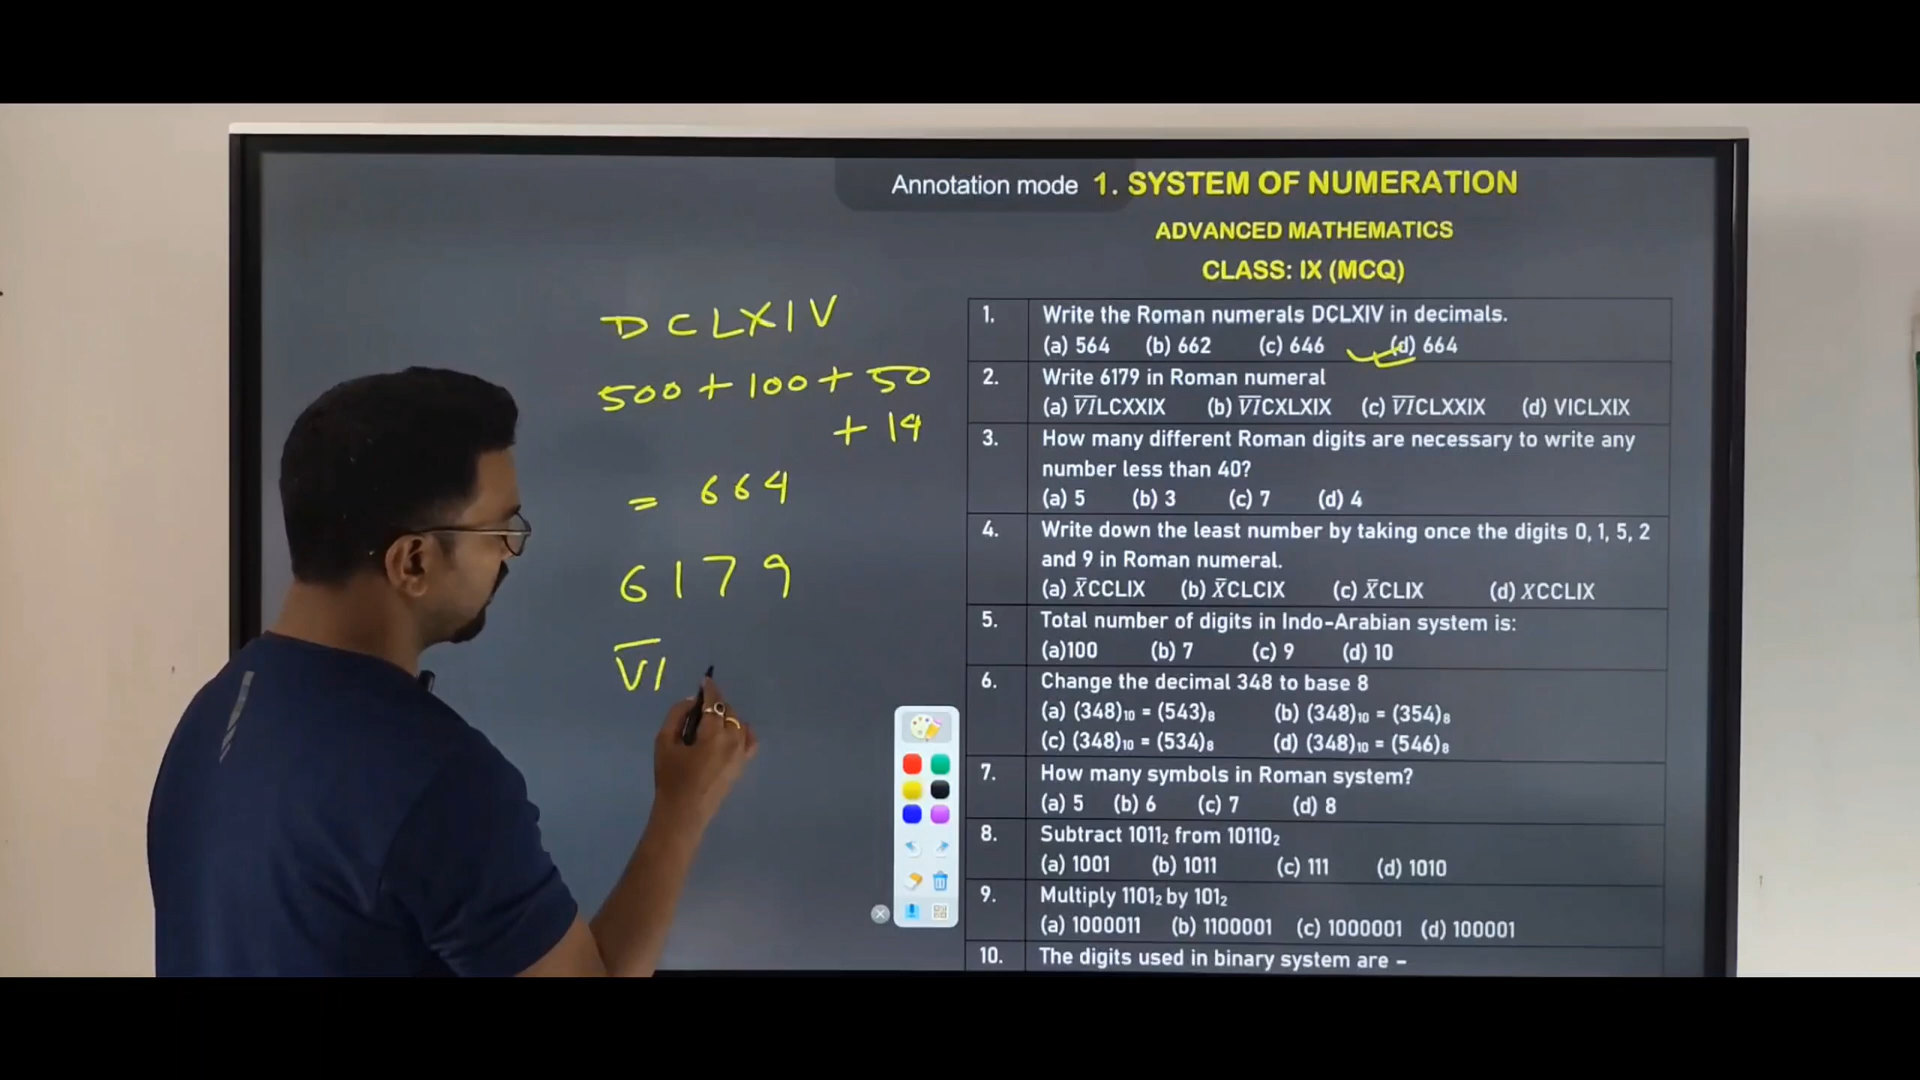 Annotation mode
1. SYSTEM OF NUMERATION
ADVANCED MATHEMATICS
CLASS: IX (MCQ)
D C L X I V
500 + 100 + 50
+ 14
= 664
6179
V̅I̅
1. Write the Roman numerals DCLXIV in decimals.
(a) 564 (b) 662 (c) 646 (d) 664
2. Write 6179 in Roman numeral
(a) V̅I̅LCXXIX (b) V̅I̅CXLXIX (c) V̅I̅CLXXIX (d) VICLXIX
3. How many different Roman digits are necessary to write any
number less than 40?
(a) 5 (b) 3 (c) 7 (d) 4
4. Write down the least number by taking once the digits 0, 1, 5, 2
and 9 in Roman numeral.
(a) X̅CCLIX (b) X̅CLCIX (c) X̅CLIX (d) XCCLIX
5. Total number of digits in Indo-Arabian system is:
(a)100 (b) 7 (c) 9 (d) 10
6. Change the decimal 348 to base 8
(a) (348)₁₀ = (543)₈ (b) (348)₁₀ = (354)₈
(c) (348)₁₀ = (534)₈ (d) (348)₁₀ = (546)₈
7. How many symbols in Roman system?
(a) 5 (b) 6 (c) 7 (d) 8
8. Subtract 1011₂ from 10110₂
(a) 1001 (b) 1011 (c) 111 (d) 1010
9. Multiply 1101₂ by 101₂
(a) 1000011 (b) 1100001 (c) 1000001 (d) 100001
10. The digits used in binary system are –